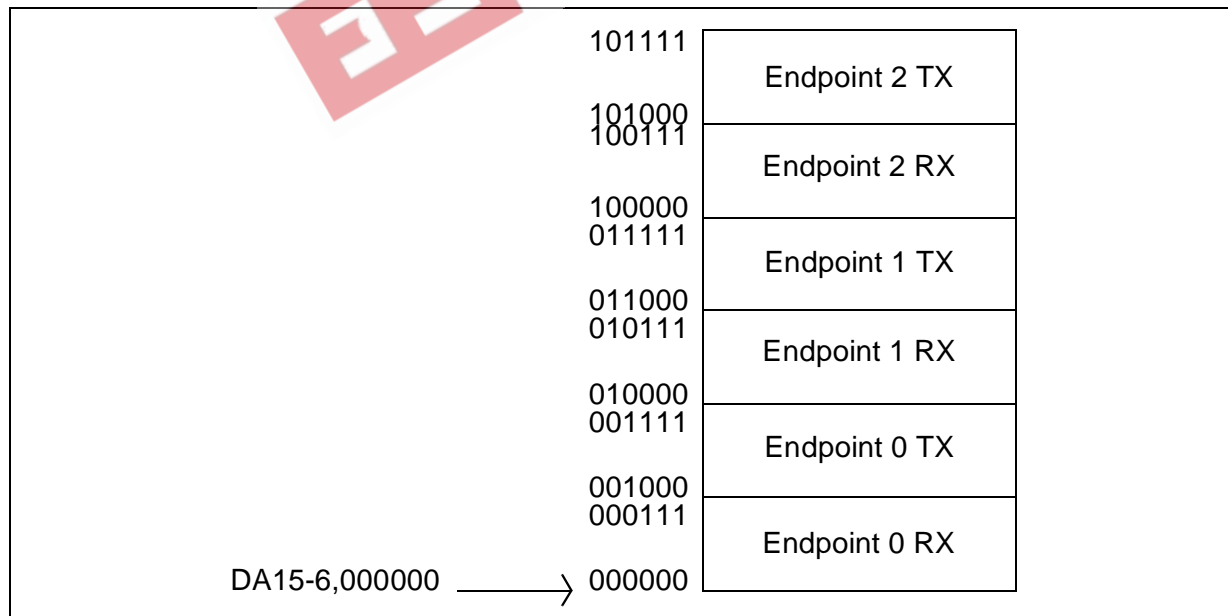 101111
Endpoint 2 TX
101000
100111
Endpoint 2 RX
100000
011111
Endpoint 1 TX
011000
010111
Endpoint 1 RX
010000
001111
Endpoint 0 TX
001000
000111
Endpoint 0 RX
DA15-6,000000 000000